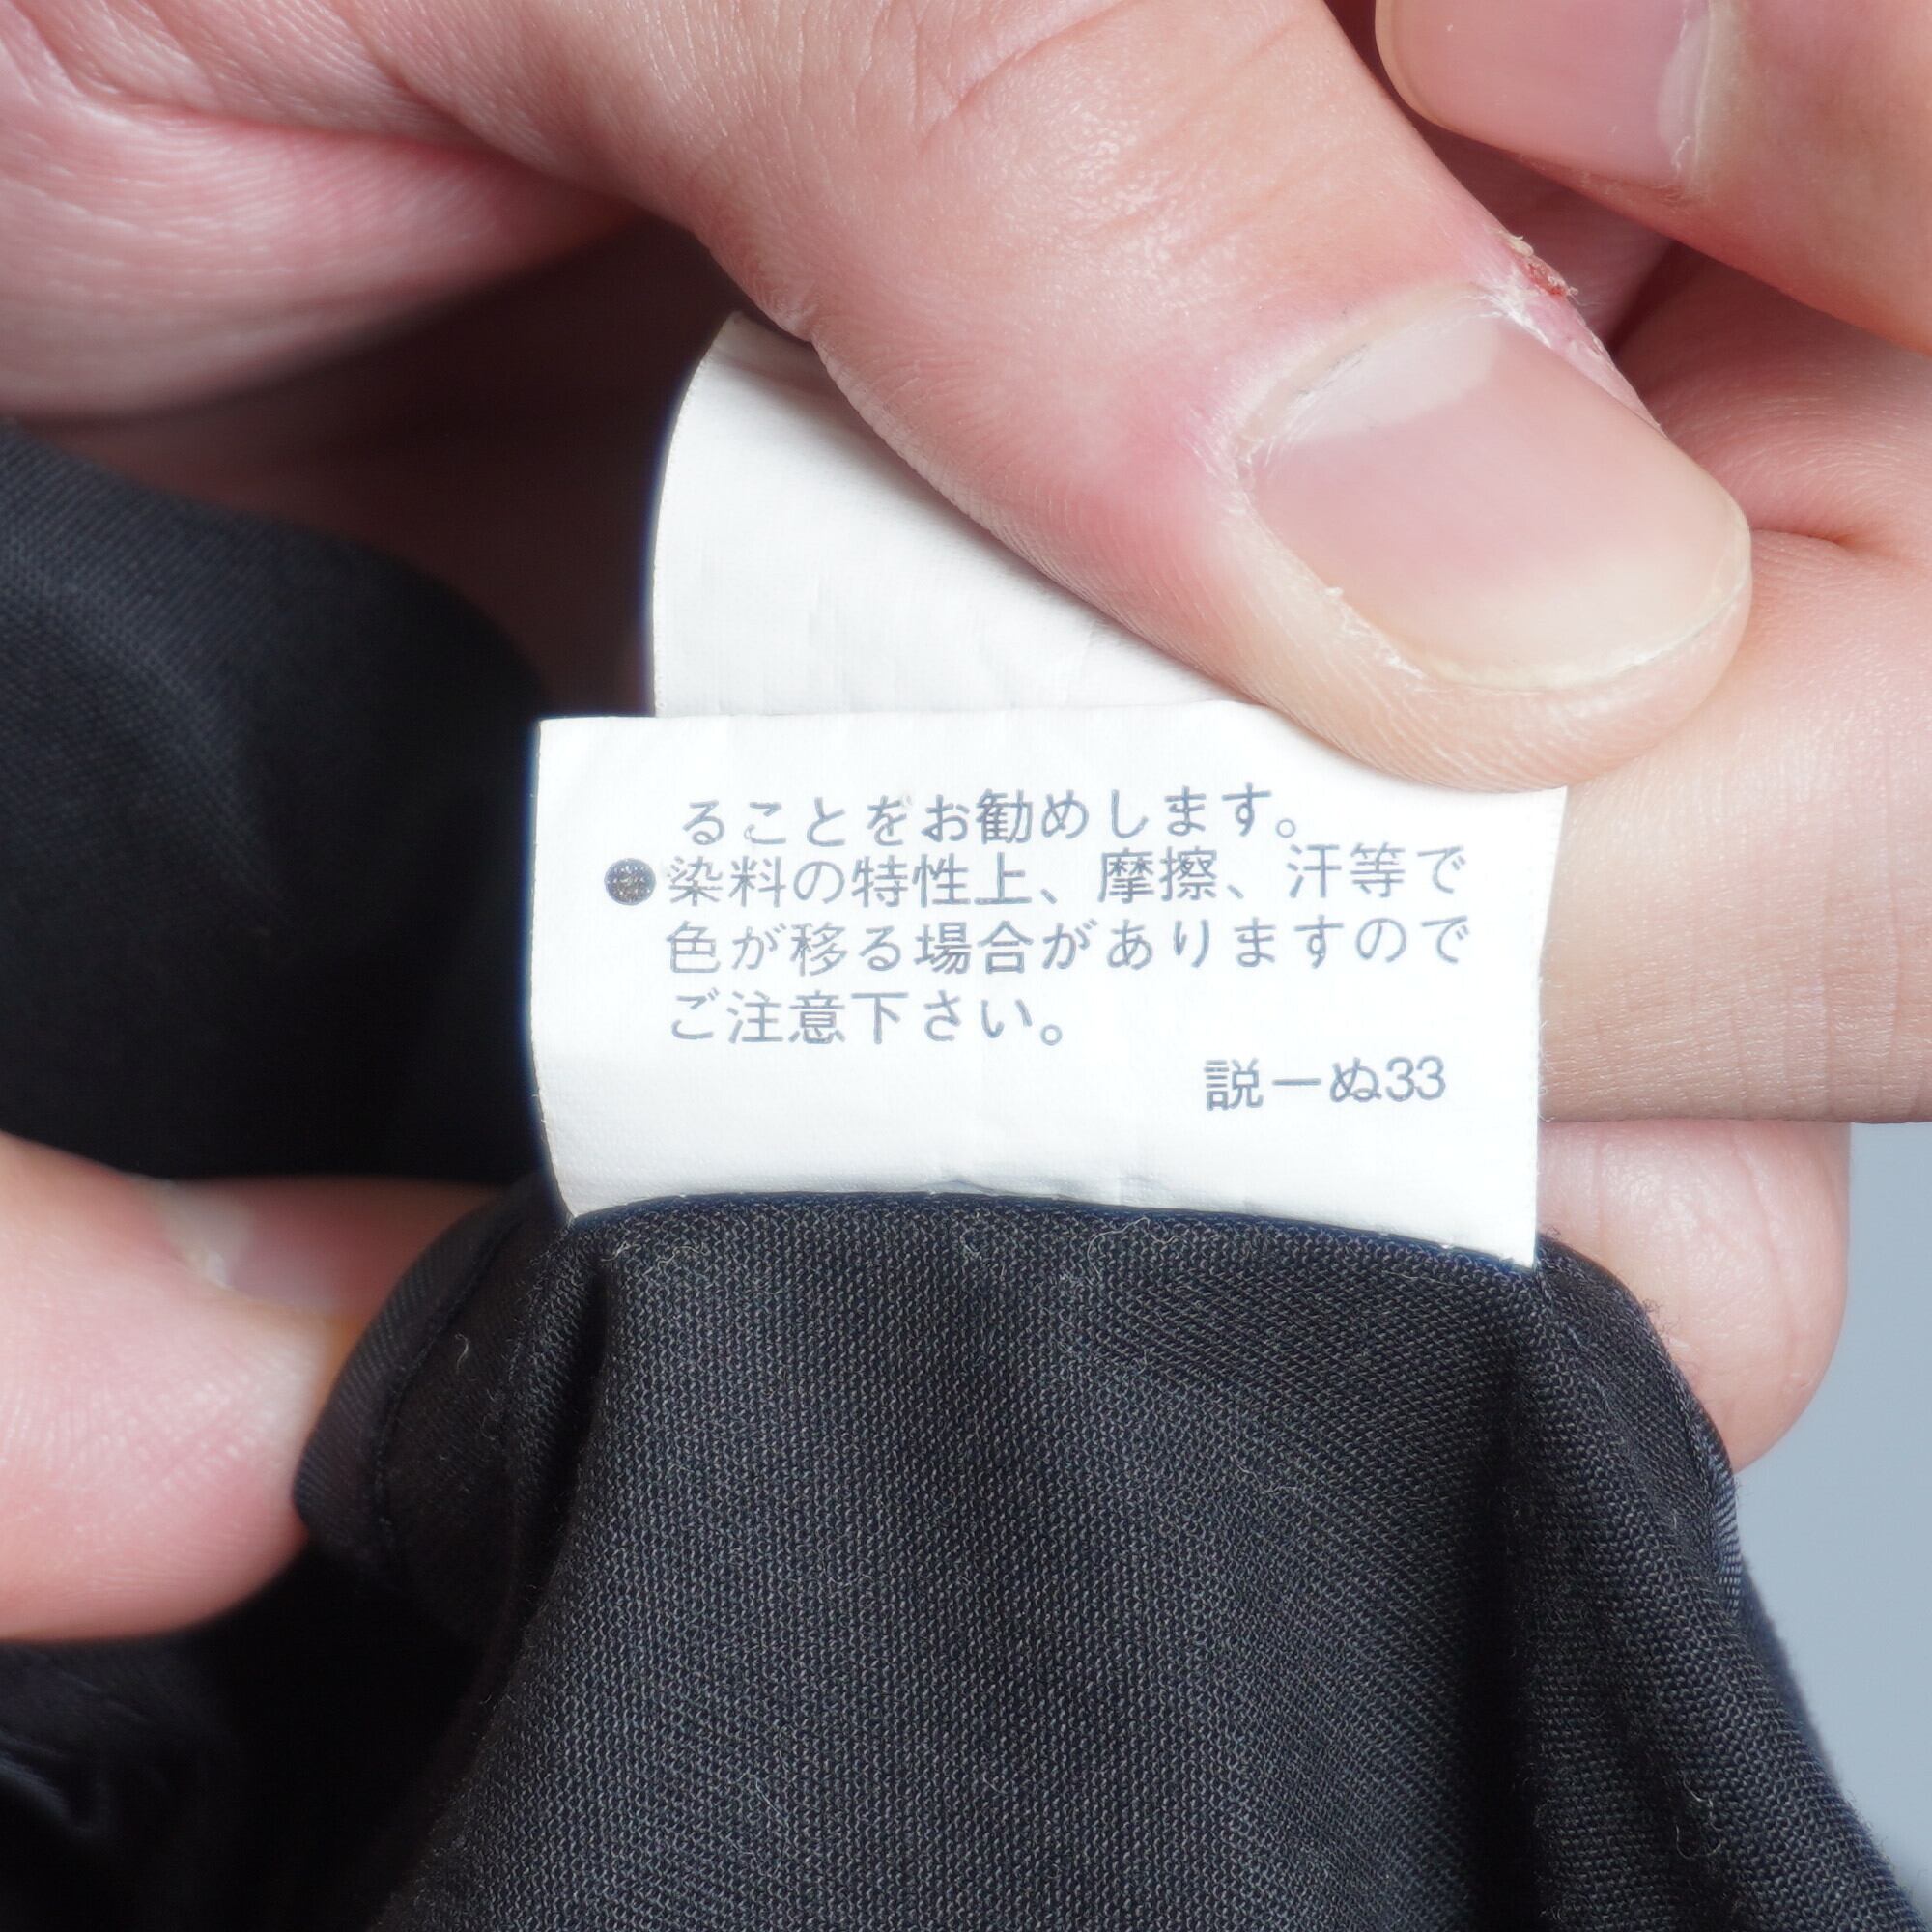 ることをお勧めします。
●染料の特性上、摩擦、汗等で
色が移る場合がありますので
ご注意下さい。
説ーぬ33